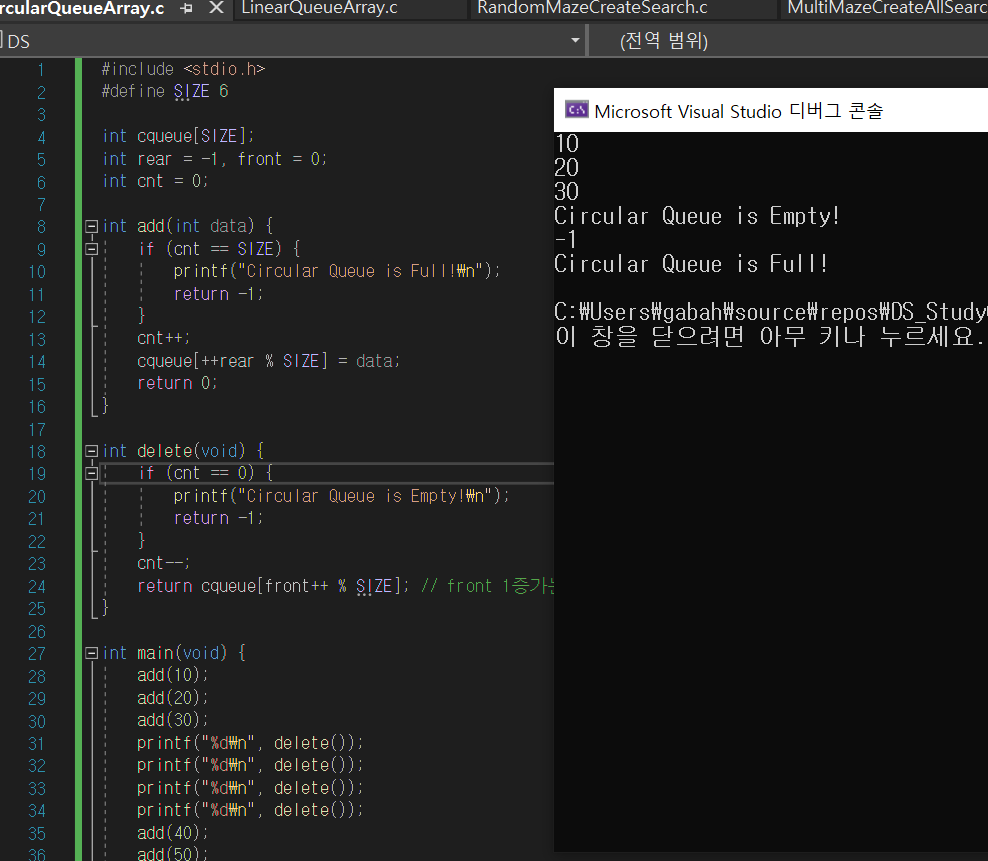 rcularQueueArray.c
LinearQueueArray.c
RandomMazeCreateSearch.c
MultiMazeCreateAllSearc
DS
(전역 범위)
1 #include <stdio.h>
2 #define SIZE 6
3
4 int cqueue[SIZE];
5 int rear = -1, front = 0;
6 int cnt = 0;
7
8 int add(int data) {
9 if (cnt == SIZE) {
10 printf("Circular Queue is Full!₩n");
11 return -1;
12 }
13 cnt++;
14 cqueue[++rear % SIZE] = data;
15 return 0;
16 }
17
18 int delete(void) {
19 if (cnt == 0) {
20 printf("Circular Queue is Empty!₩n");
21 return -1;
22 }
23 cnt--;
24 return cqueue[front++ % SIZE]; // front 1증가는
25 }
26
27 int main(void) {
28 add(10);
29 add(20);
30 add(30);
31 printf("%d₩n", delete());
32 printf("%d₩n", delete());
33 printf("%d₩n", delete());
34 printf("%d₩n", delete());
35 add(40);
36 add(50);
Microsoft Visual Studio 디버그 콘솔
10
20
30
Circular Queue is Empty!
-1
Circular Queue is Full!
C:₩Users₩gabah₩source₩repos₩DS_Study
이 창을 닫으려면 아무 키나 누르세요.